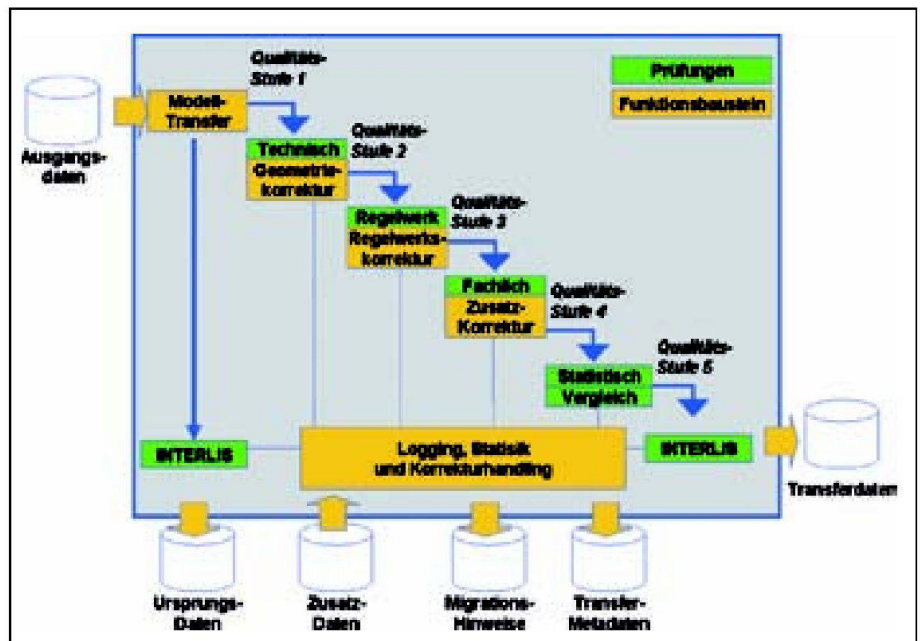 Qualitäts-
Stufe 1
Prüfungen
Funktionsbaustein
Modell-
Transfer
Ausgangs-
daten
Qualitäts-
Stufe 2
Technisch
Geometrie-
korrektur
Qualitäts-
Stufe 3
Regelwerk
Regelwerks-
korrektur
Fachlich
Zusatz-
Korrektur
Qualitäts-
Stufe 4
Qualitäts-
Stufe 5
Statistisch
Vergleich
INTERLIS
Logging, Statisik
und Korrekturhandling
INTERLIS
Transferdaten
Ursprungs-
Daten
Zusatz-
Daten
Migrations-
Hinweise
Transfer-
Metadaten